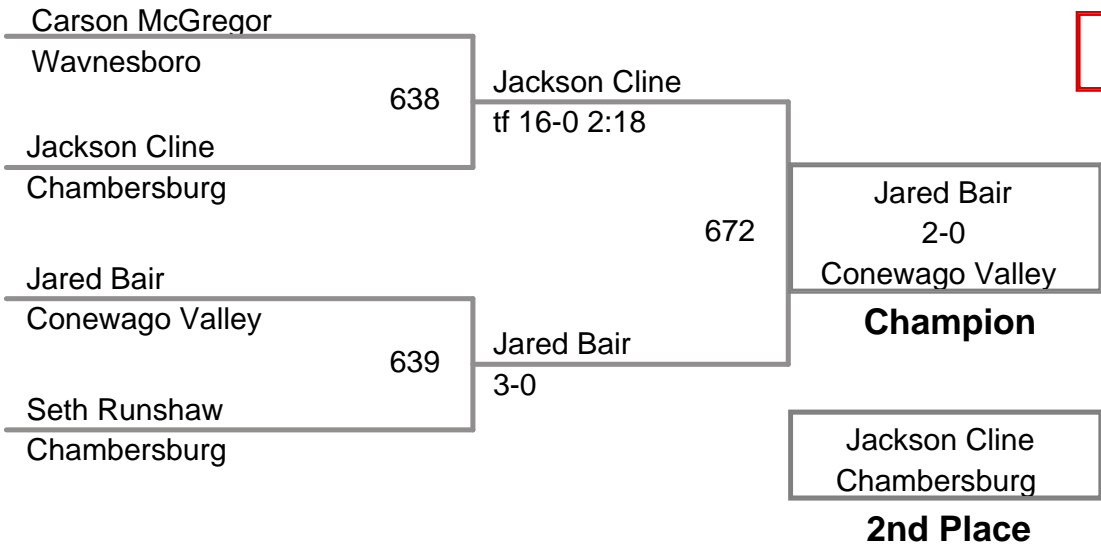 Carson McGregor
Waynesboro
638
Jackson Cline
tf 16-0 2:18
Jackson Cline
Chambersburg
672
Jared Bair
2-0
Conewago Valley
Champion
Jared Bair
Conewago Valley
639
Jared Bair
3-0
Seth Runshaw
Chambersburg
Jackson Cline
Chambersburg
2nd Place